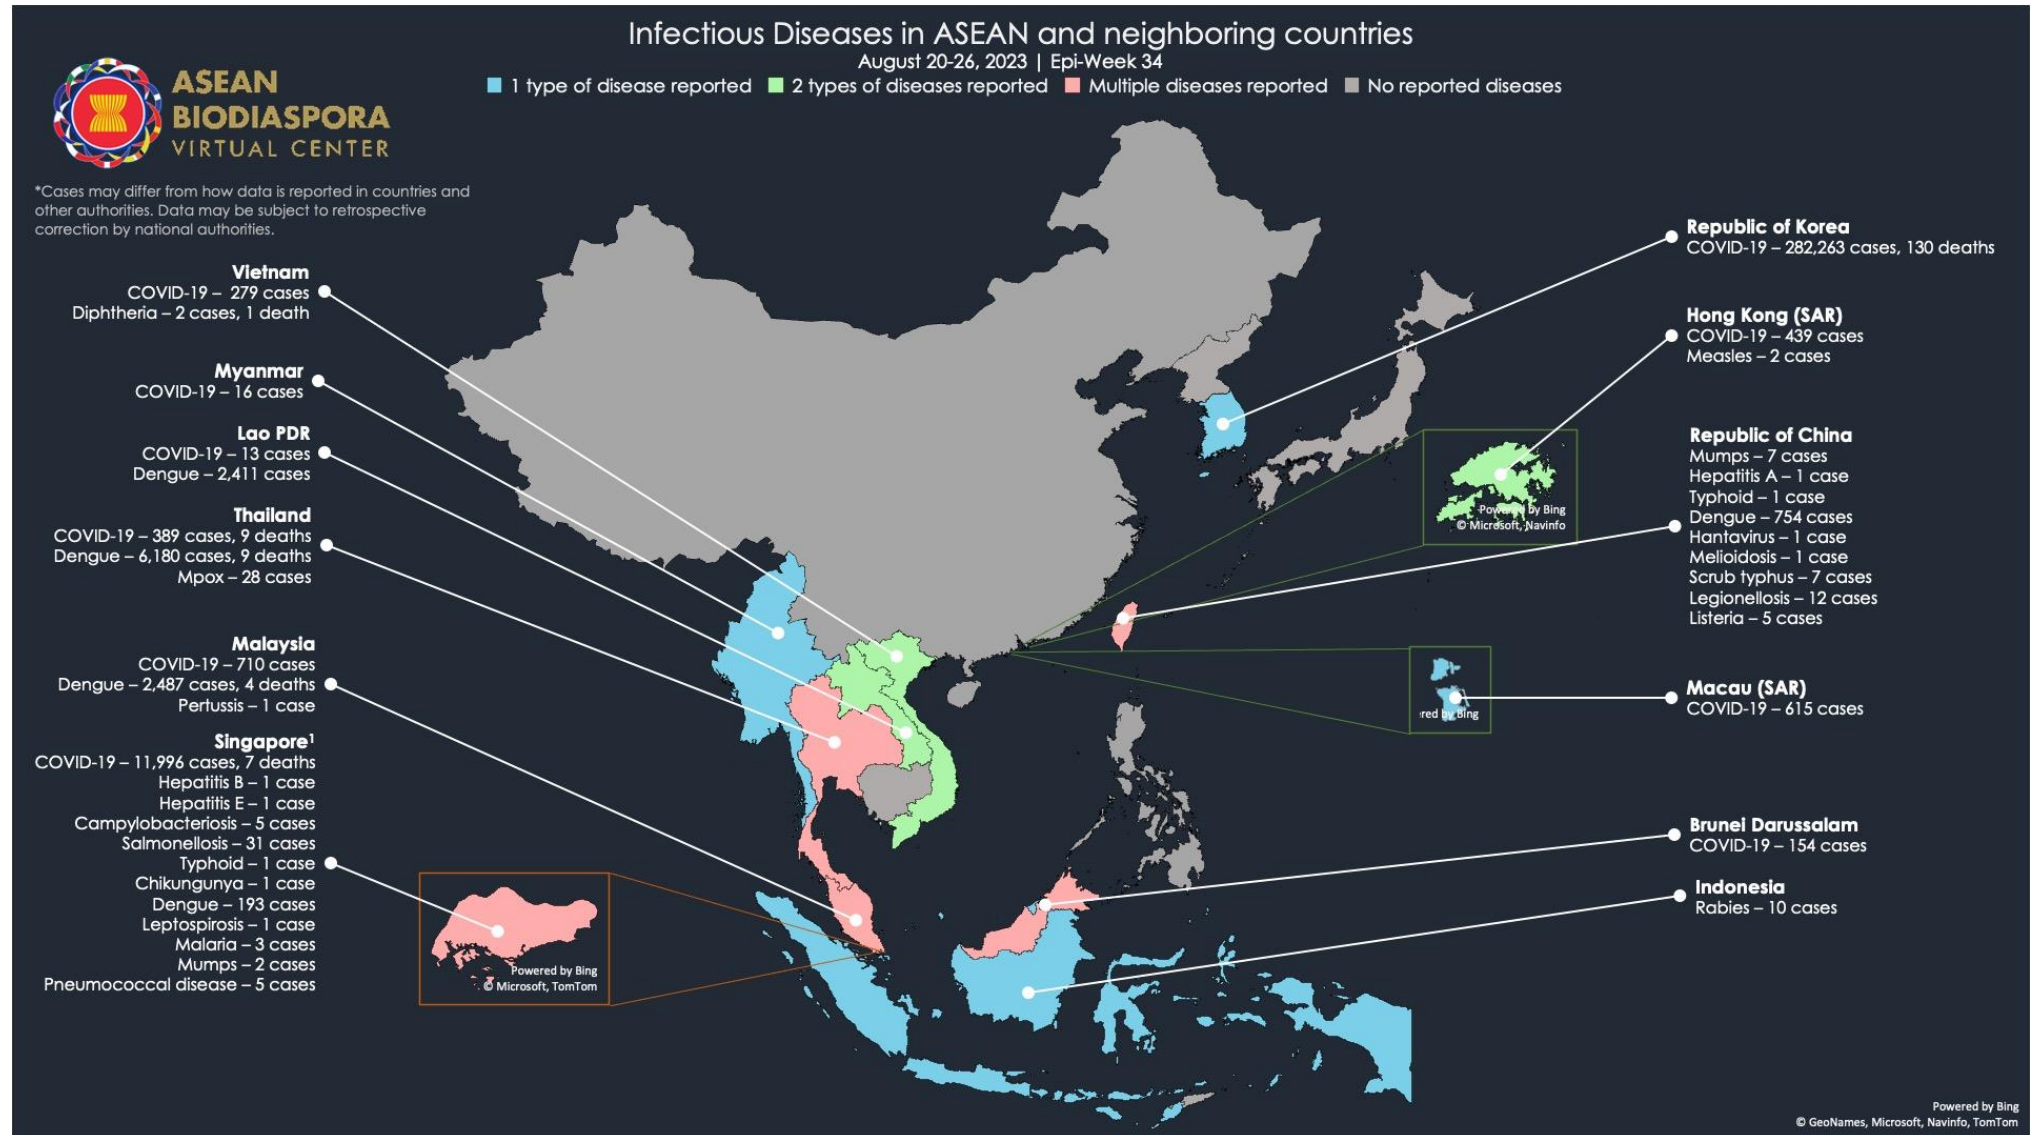 Infectious Diseases in ASEAN and neighboring countries
August 20-26, 2023 | Epi-Week 34
1 type of disease reported 2 types of diseases reported Multiple diseases reported No reported diseases
ASEAN
BIODIASPORA
VIRTUAL CENTER
*Cases may differ from how data is reported in countries and
other authorities. Data may be subject to retrospective
correction by national authorities.
Vietnam
COVID-19 – 279 cases
Diphtheria – 2 cases, 1 death
Myanmar
COVID-19 – 16 cases
Lao PDR
COVID-19 – 13 cases
Dengue – 2,411 cases
Thailand
COVID-19 – 389 cases, 9 deaths
Dengue – 6,180 cases, 9 deaths
Mpox – 28 cases
Malaysia
COVID-19 – 710 cases
Dengue – 2,487 cases, 4 deaths
Pertussis – 1 case
Singapore¹
COVID-19 – 11,996 cases, 7 deaths
Hepatitis B – 1 case
Hepatitis E – 1 case
Campylobacteriosis – 5 cases
Salmonellosis – 31 cases
Typhoid – 1 case
Chikungunya – 1 case
Dengue – 193 cases
Leptospirosis – 1 case
Malaria – 3 cases
Mumps – 2 cases
Pneumococcal disease – 5 cases
Powered by Bing
© Microsoft, TomTom
Republic of Korea
COVID-19 – 282,263 cases, 130 deaths
Hong Kong (SAR)
COVID-19 – 439 cases
Measles – 2 cases
Powered by Bing
© Microsoft, Navinfo
Republic of China
Mumps – 7 cases
Hepatitis A – 1 case
Typhoid – 1 case
Dengue – 754 cases
Hantavirus – 1 case
Melioidosis – 1 case
Scrub typhus – 7 cases
Legionellosis – 12 cases
Listeria – 5 cases
Macau (SAR)
COVID-19 – 615 cases
red by Bing
Brunei Darussalam
COVID-19 – 154 cases
Indonesia
Rabies – 10 cases
Powered by Bing
© GeoNames, Microsoft, Navinfo, TomTom